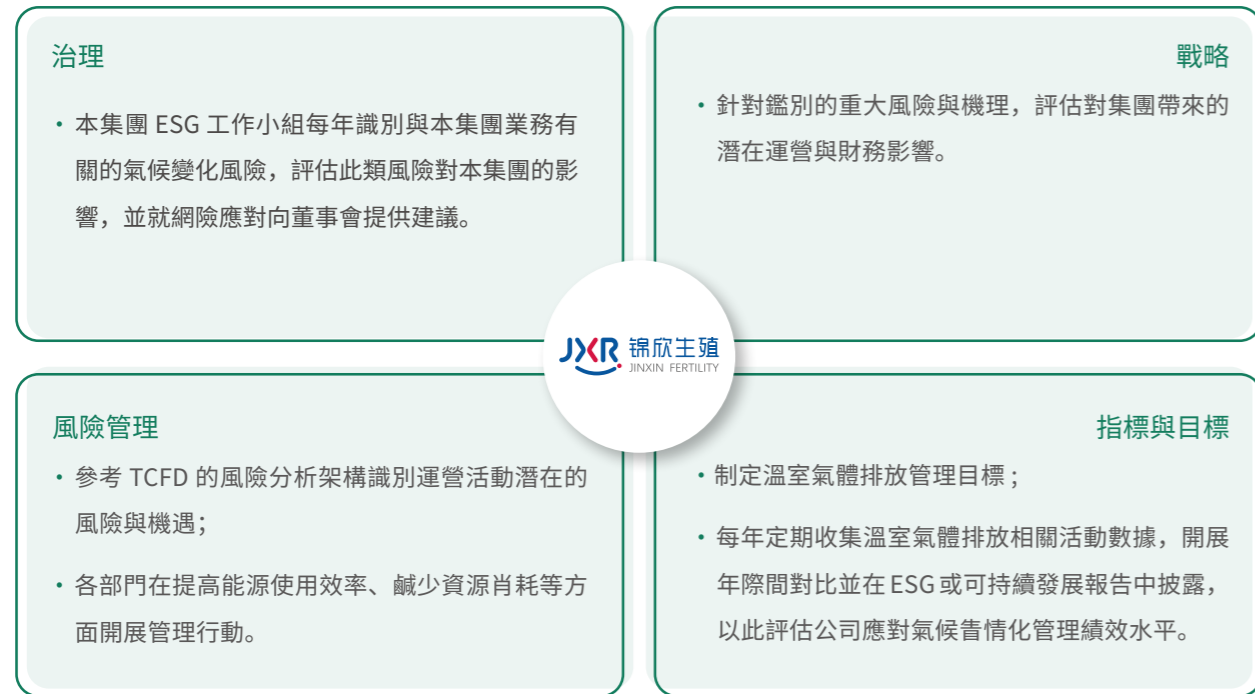 治理
• 本集團 ESG 工作小組每年識別與本集團業務有
關的氣候變化風險，評估此類風險對本集團的影
響，並就網險應對向董事會提供建議。
戰略
• 針對鑑別的重大風險與機理，評估對集團帶來的
潛在運營與財務影響。
JXR 锦欣生殖
JINXIN FERTILITY
風險管理
• 參考 TCFD 的風險分析架構識別運營活動潛在的
風險與機遇；
• 各部門在提高能源使用效率、鹹少資源肖耗等方
面開展管理行動。
指標與目標
• 制定溫室氣體排放管理目標 ;
• 每年定期收集溫室氣體排放相關活動數據，開展
年際間對比並在 ESG 或可持續發展報告中披露，
以此評估公司應對氣候眚情化管理績效水平。